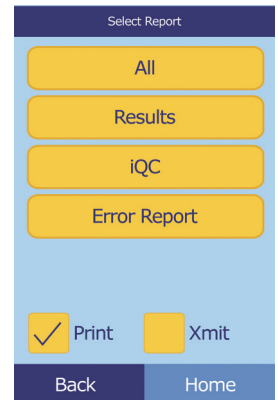 Select Report
All
Results
iQC
Error Report
Print Xmit
Back Home